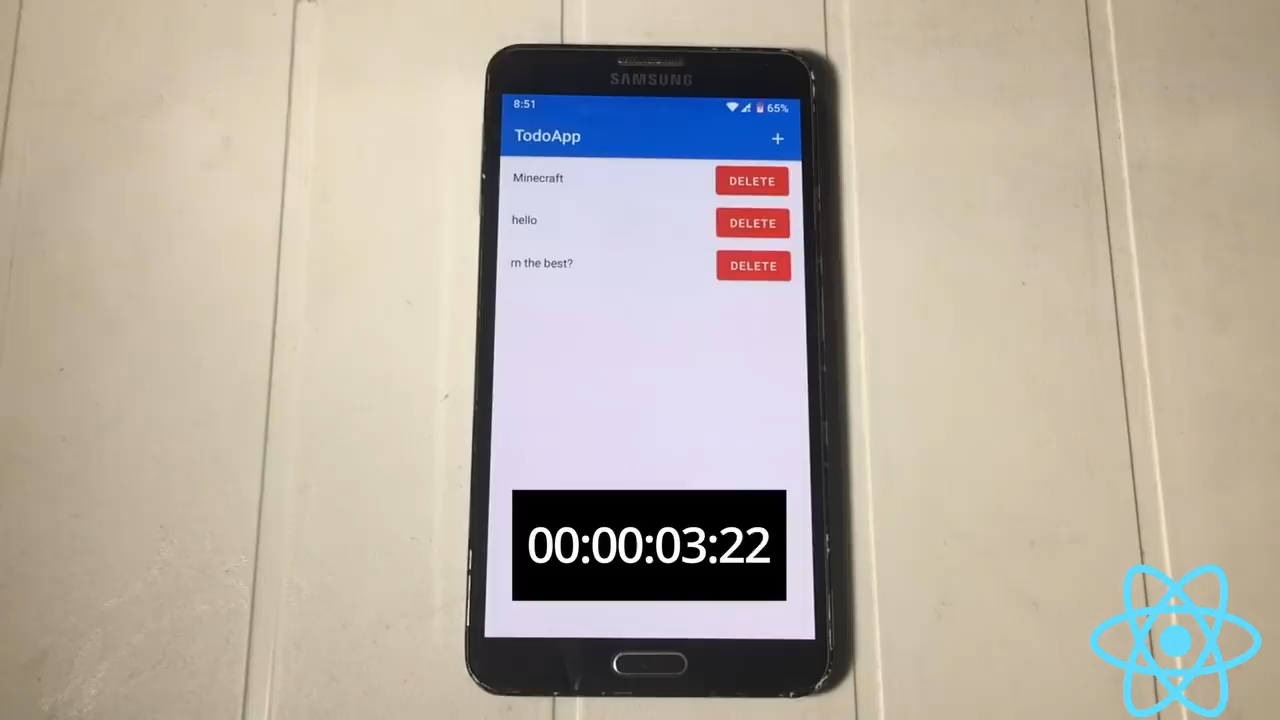 SAMSUNG
8:51 65%
TodoApp +
Minecraft DELETE
hello DELETE
rn the best? DELETE
00:00:03:22